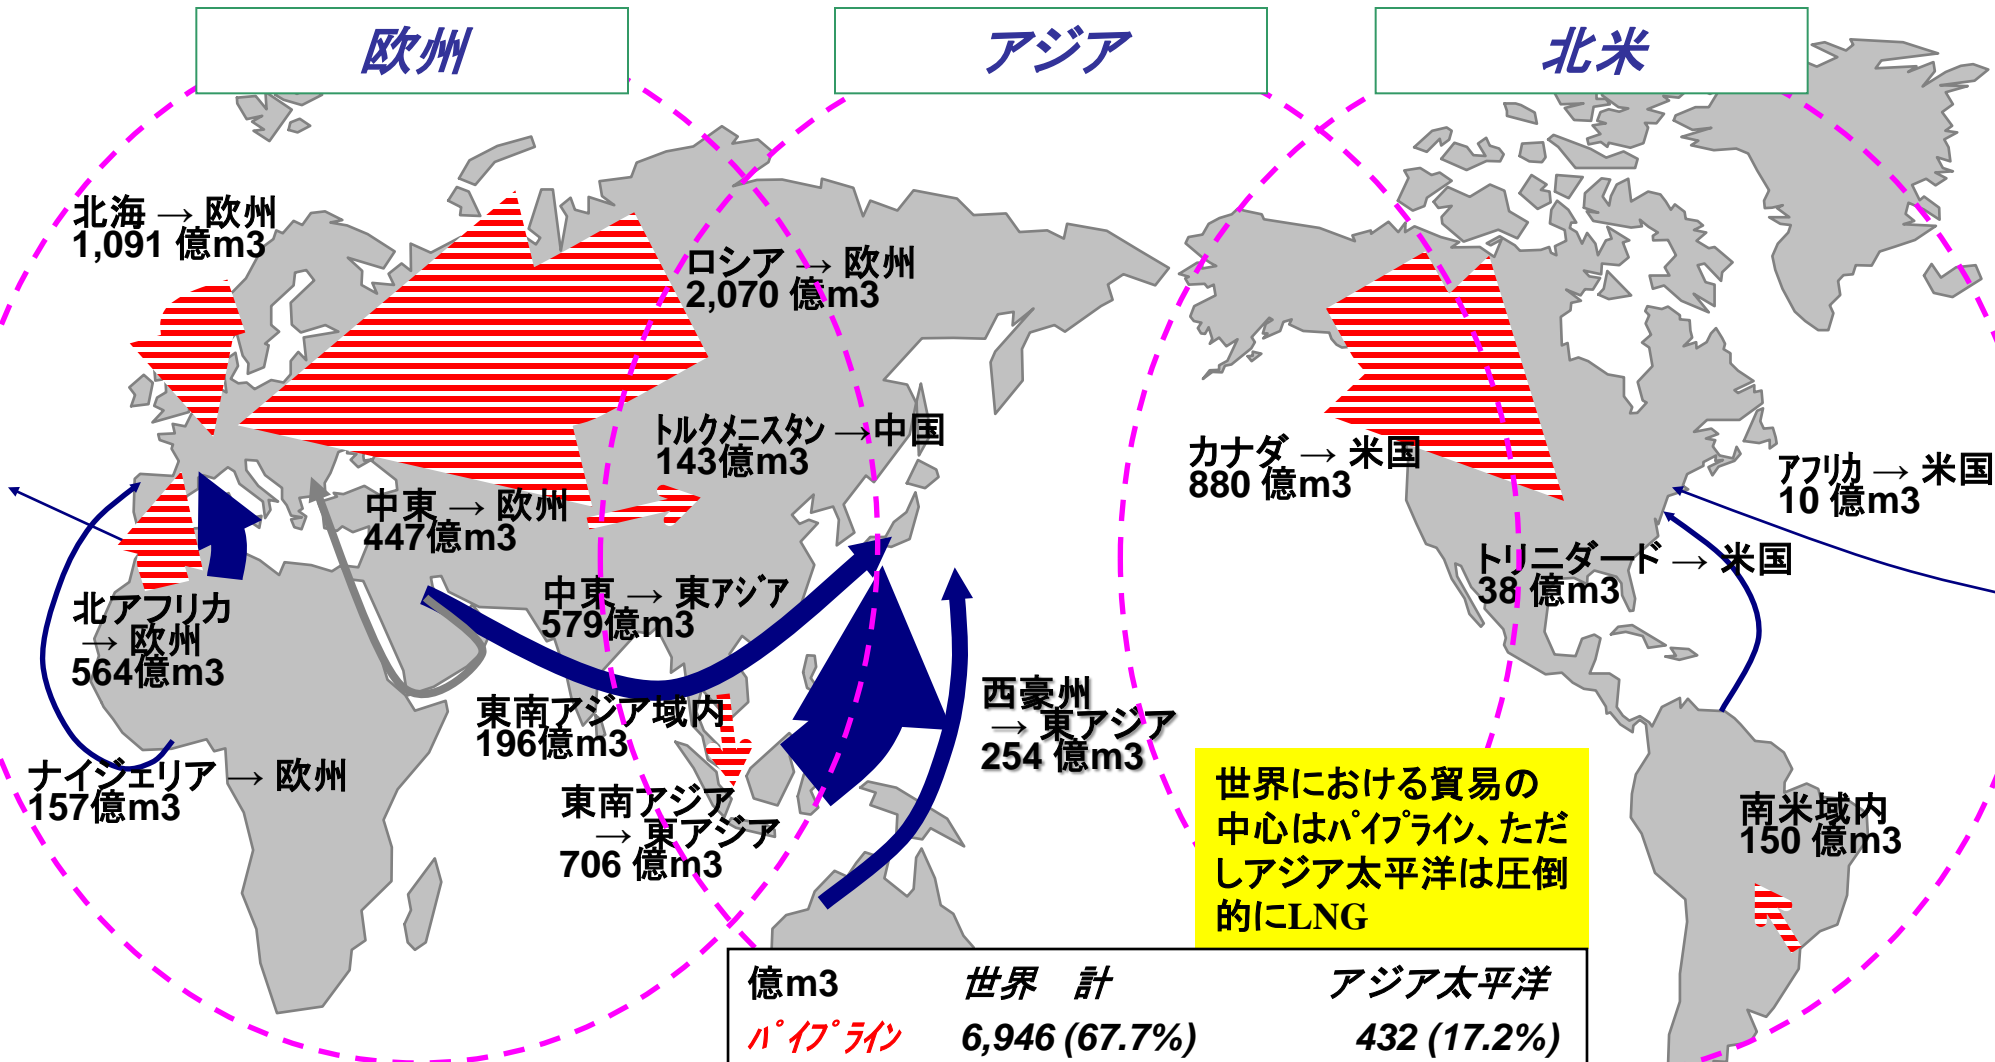 欧州
アジア
北米
北海 → 欧州
1,091 億m3
ロシア → 欧州
2,070 億m3
トルクメニスタン →中国
143億m3
中東 → 欧州
447億m3
カナダ → 米国
880 億m3
アフリカ → 米国
10 億m3
トリニダード → 米国
38 億m3
中東 → 東アジア
579億m3
北アフリカ
→ 欧州
564億m3
東南アジア域内
196億m3
西豪州
→ 東アジア
254 億m3
ナイジェリア → 欧州
157億m3
東南アジア
→ 東アジア
706 億m3
世界における貿易の
中心はパイプライン、ただ
しアジア太平洋は圧倒
的にLNG
南米域内
150 億m3
億m3 世界　計 アジア太平洋
パイプライン 6,946 (67.7%) 432 (17.2%)